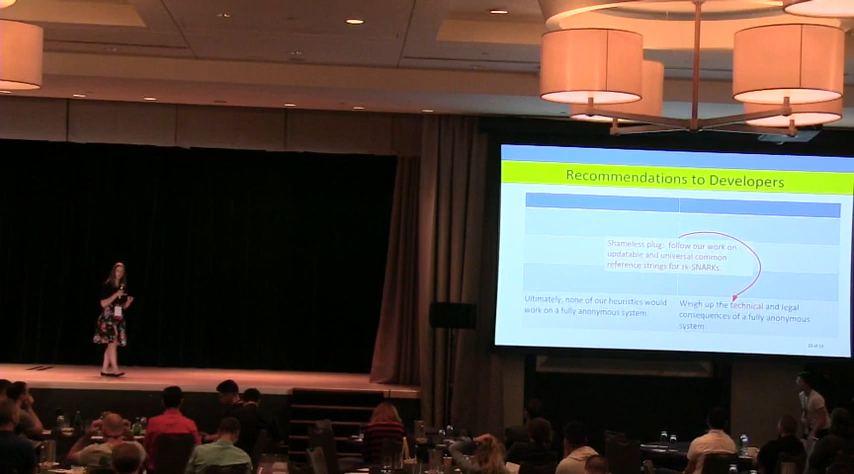 Recommendations to Developers
Shameless plug: follow our work on
updatable and universal common
reference strings for zk-SNARKs.
Ultimately, none of our heuristics would
work on a fully anonymous system.
Weigh up the technical and legal
consequences of a fully anonymous
system